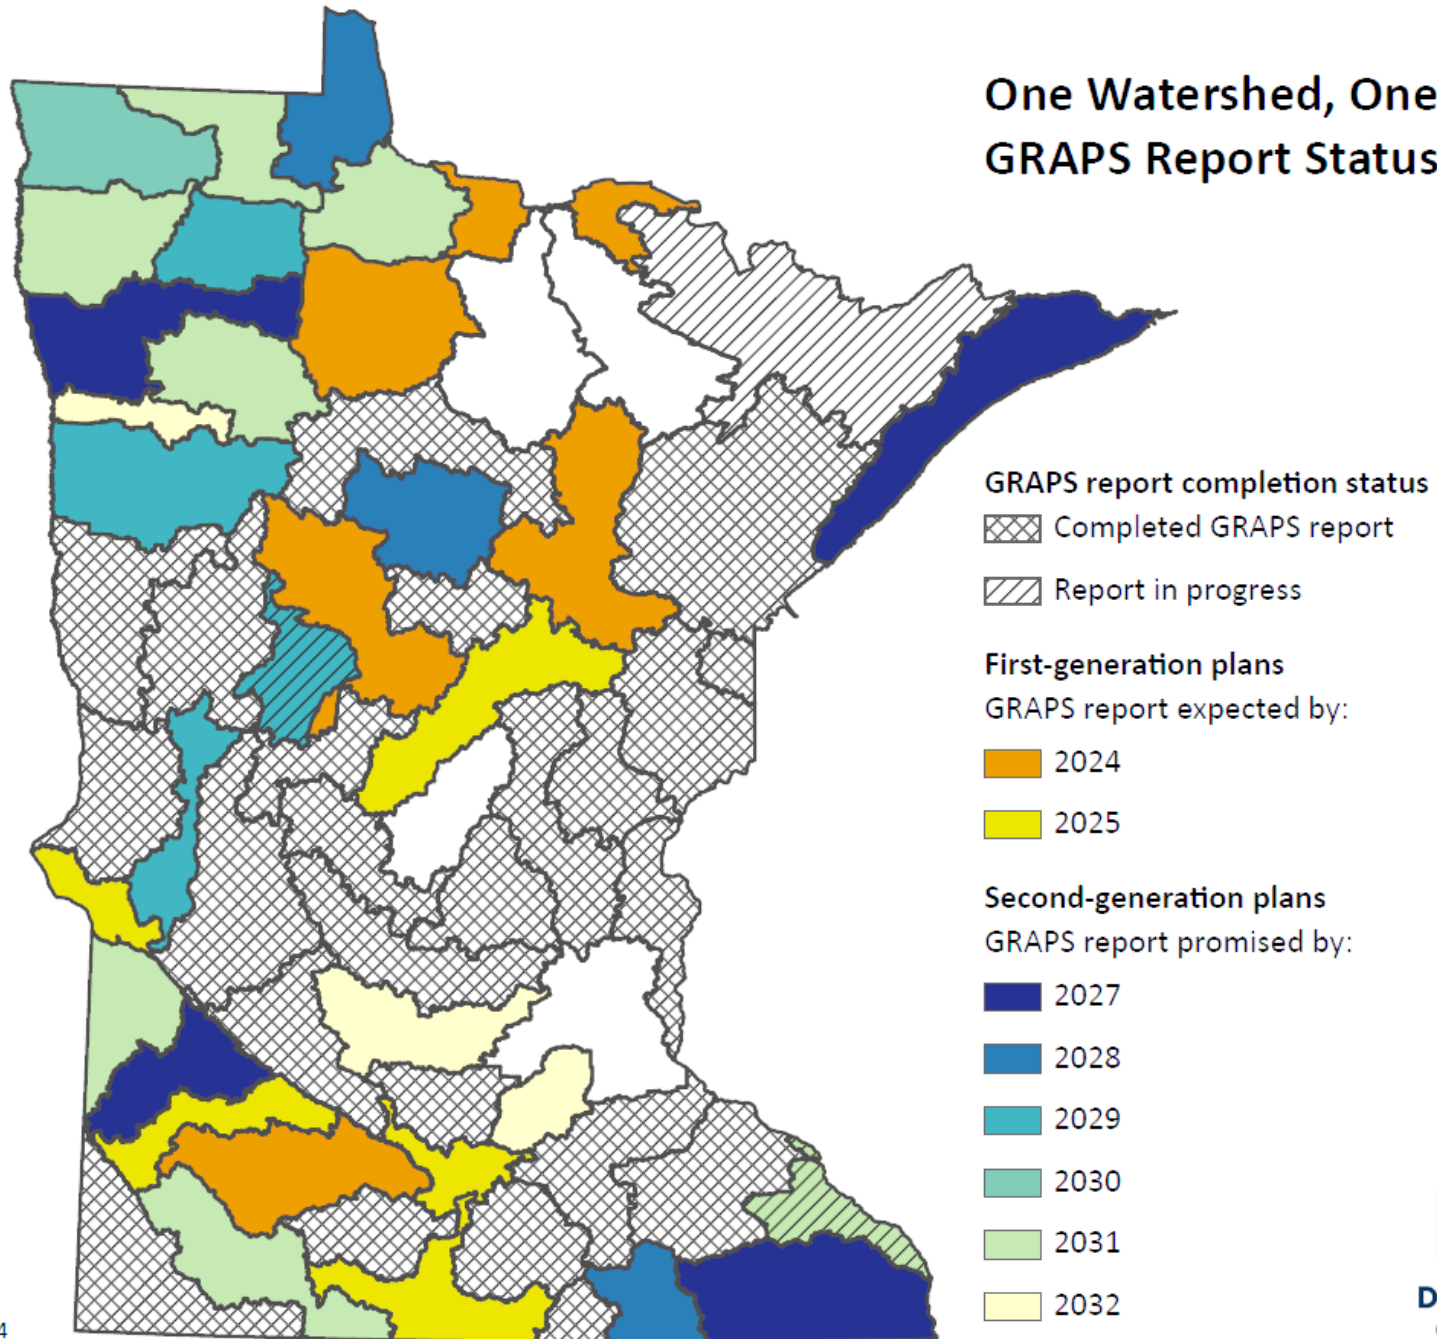 One Watershed, One
GRAPS Report Status
GRAPS report completion status
Completed GRAPS report
Report in progress
First-generation plans
GRAPS report expected by:
2024
2025
Second-generation plans
GRAPS report promised by:
2027
2028
2029
2030
2031
2032
D
4